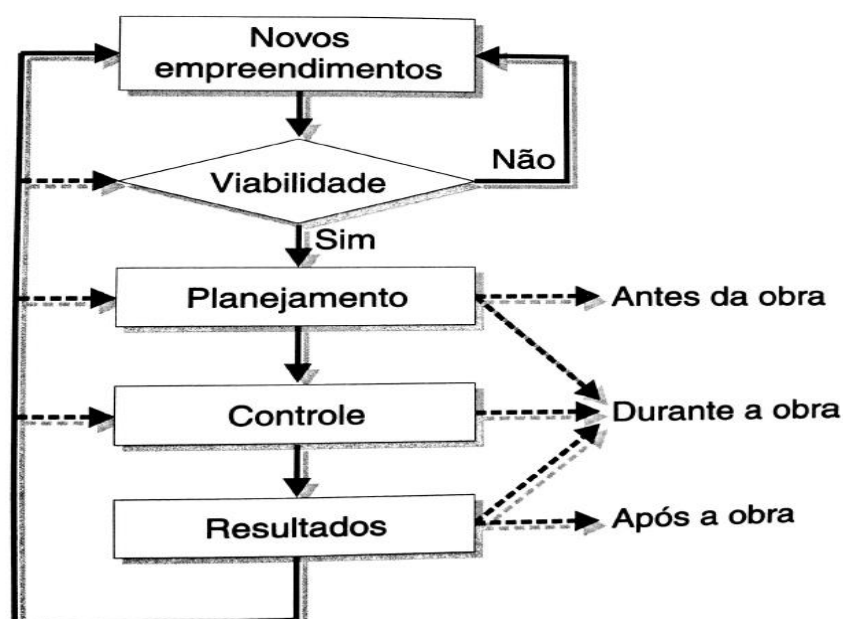 Novos
empreendimentos
Não
Viabilidade
Sim
Planejamento
Antes da obra
Controle
Durante a obra
Resultados
Após a obra